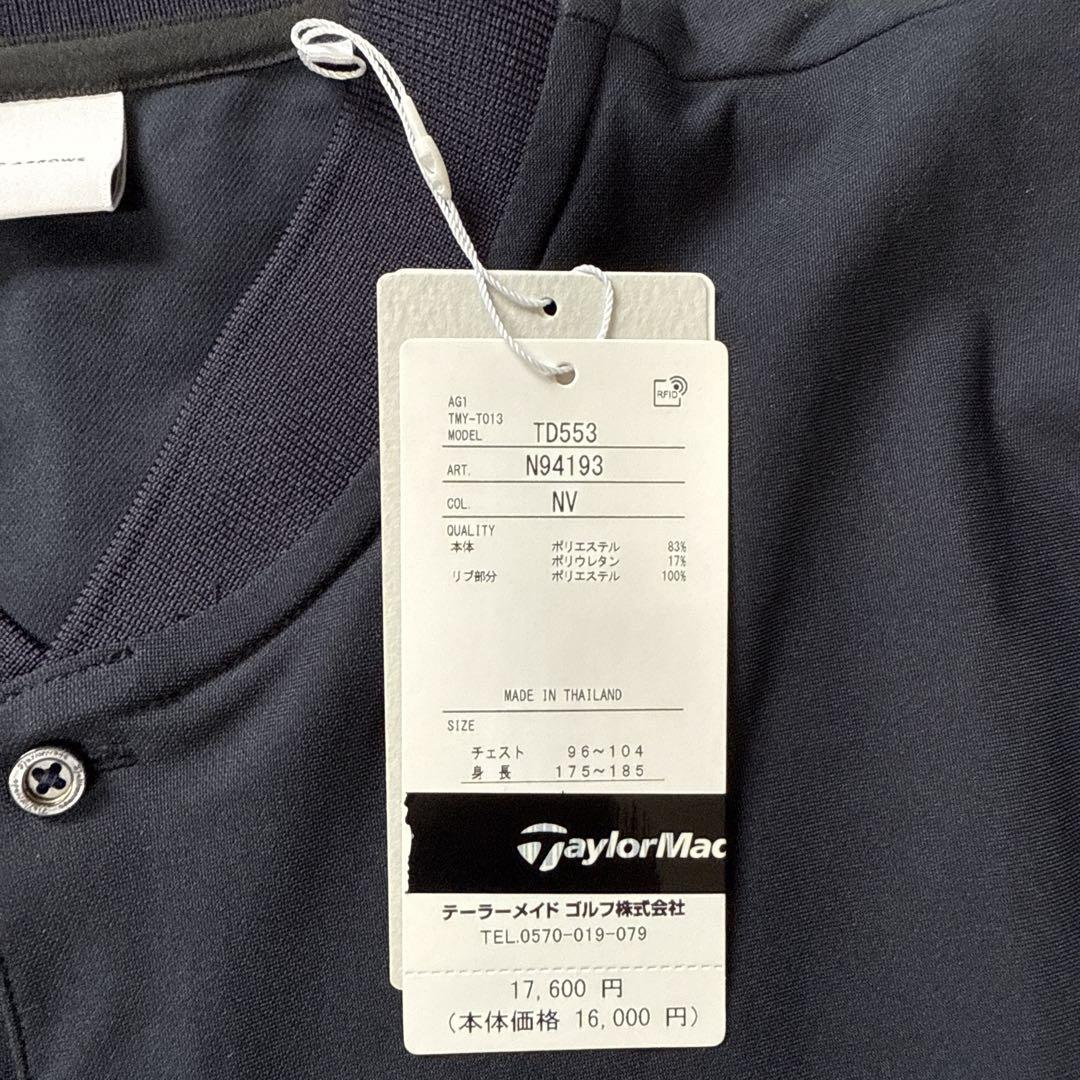 RFID
AG1
TMY-T013
MODEL TD553
ART. N94193
COL. NV
QUALITY
本体 ポリエステル 83%
ポリウレタン 17%
リブ部分 ポリエステル 100%
MADE IN THAILAND
SIZE
チェスト 96～104
身長 175～185
TaylorMad
テーラーメイド ゴルフ株式会社
TEL.0570-019-079
17,600 円
(本体価格 16,000 円)